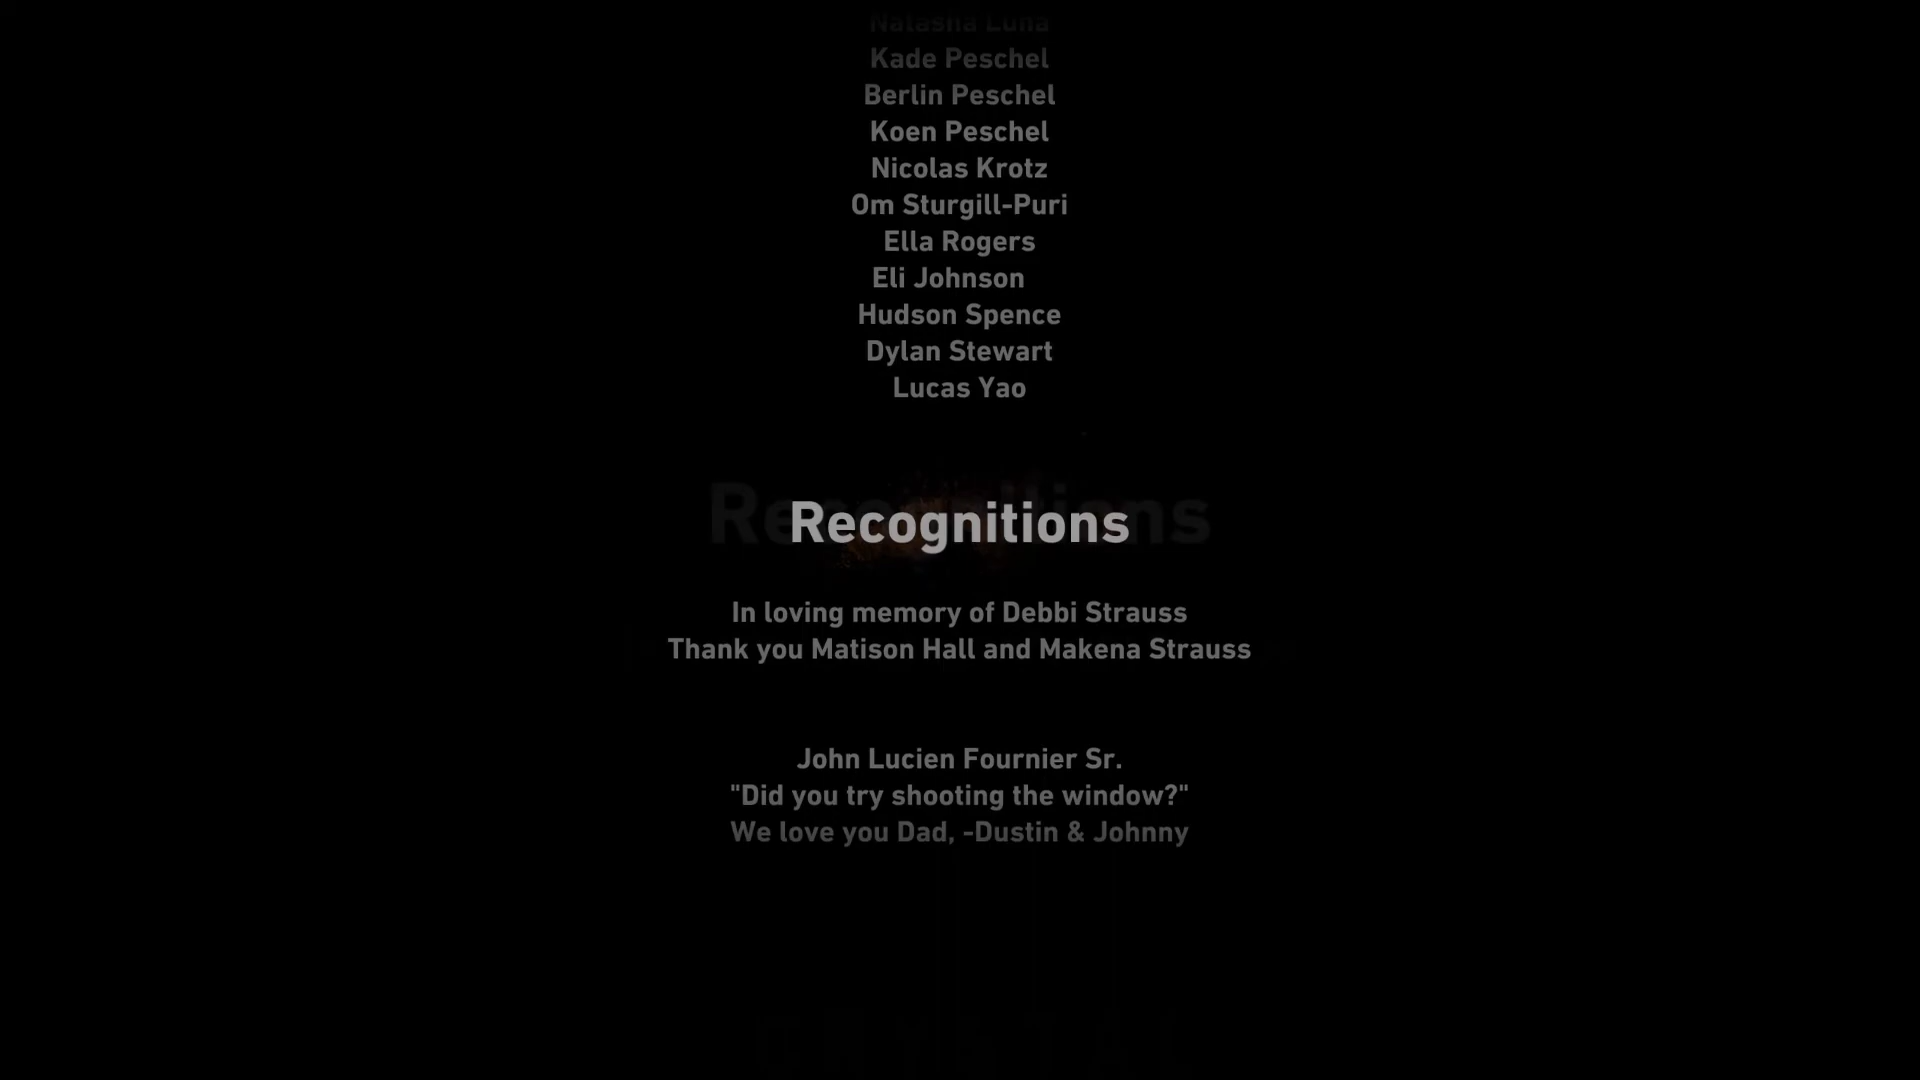 Natasha Luna
Kade Peschel
Berlin Peschel
Koen Peschel
Nicolas Krotz
Om Sturgill-Puri
Ella Rogers
Eli Johnson
Hudson Spence
Dylan Stewart
Lucas Yao
Recognitions
In loving memory of Debbi Strauss
Thank you Matison Hall and Makena Strauss
John Lucien Fournier Sr.
"Did you try shooting the window?"
We love you Dad, -Dustin & Johnny